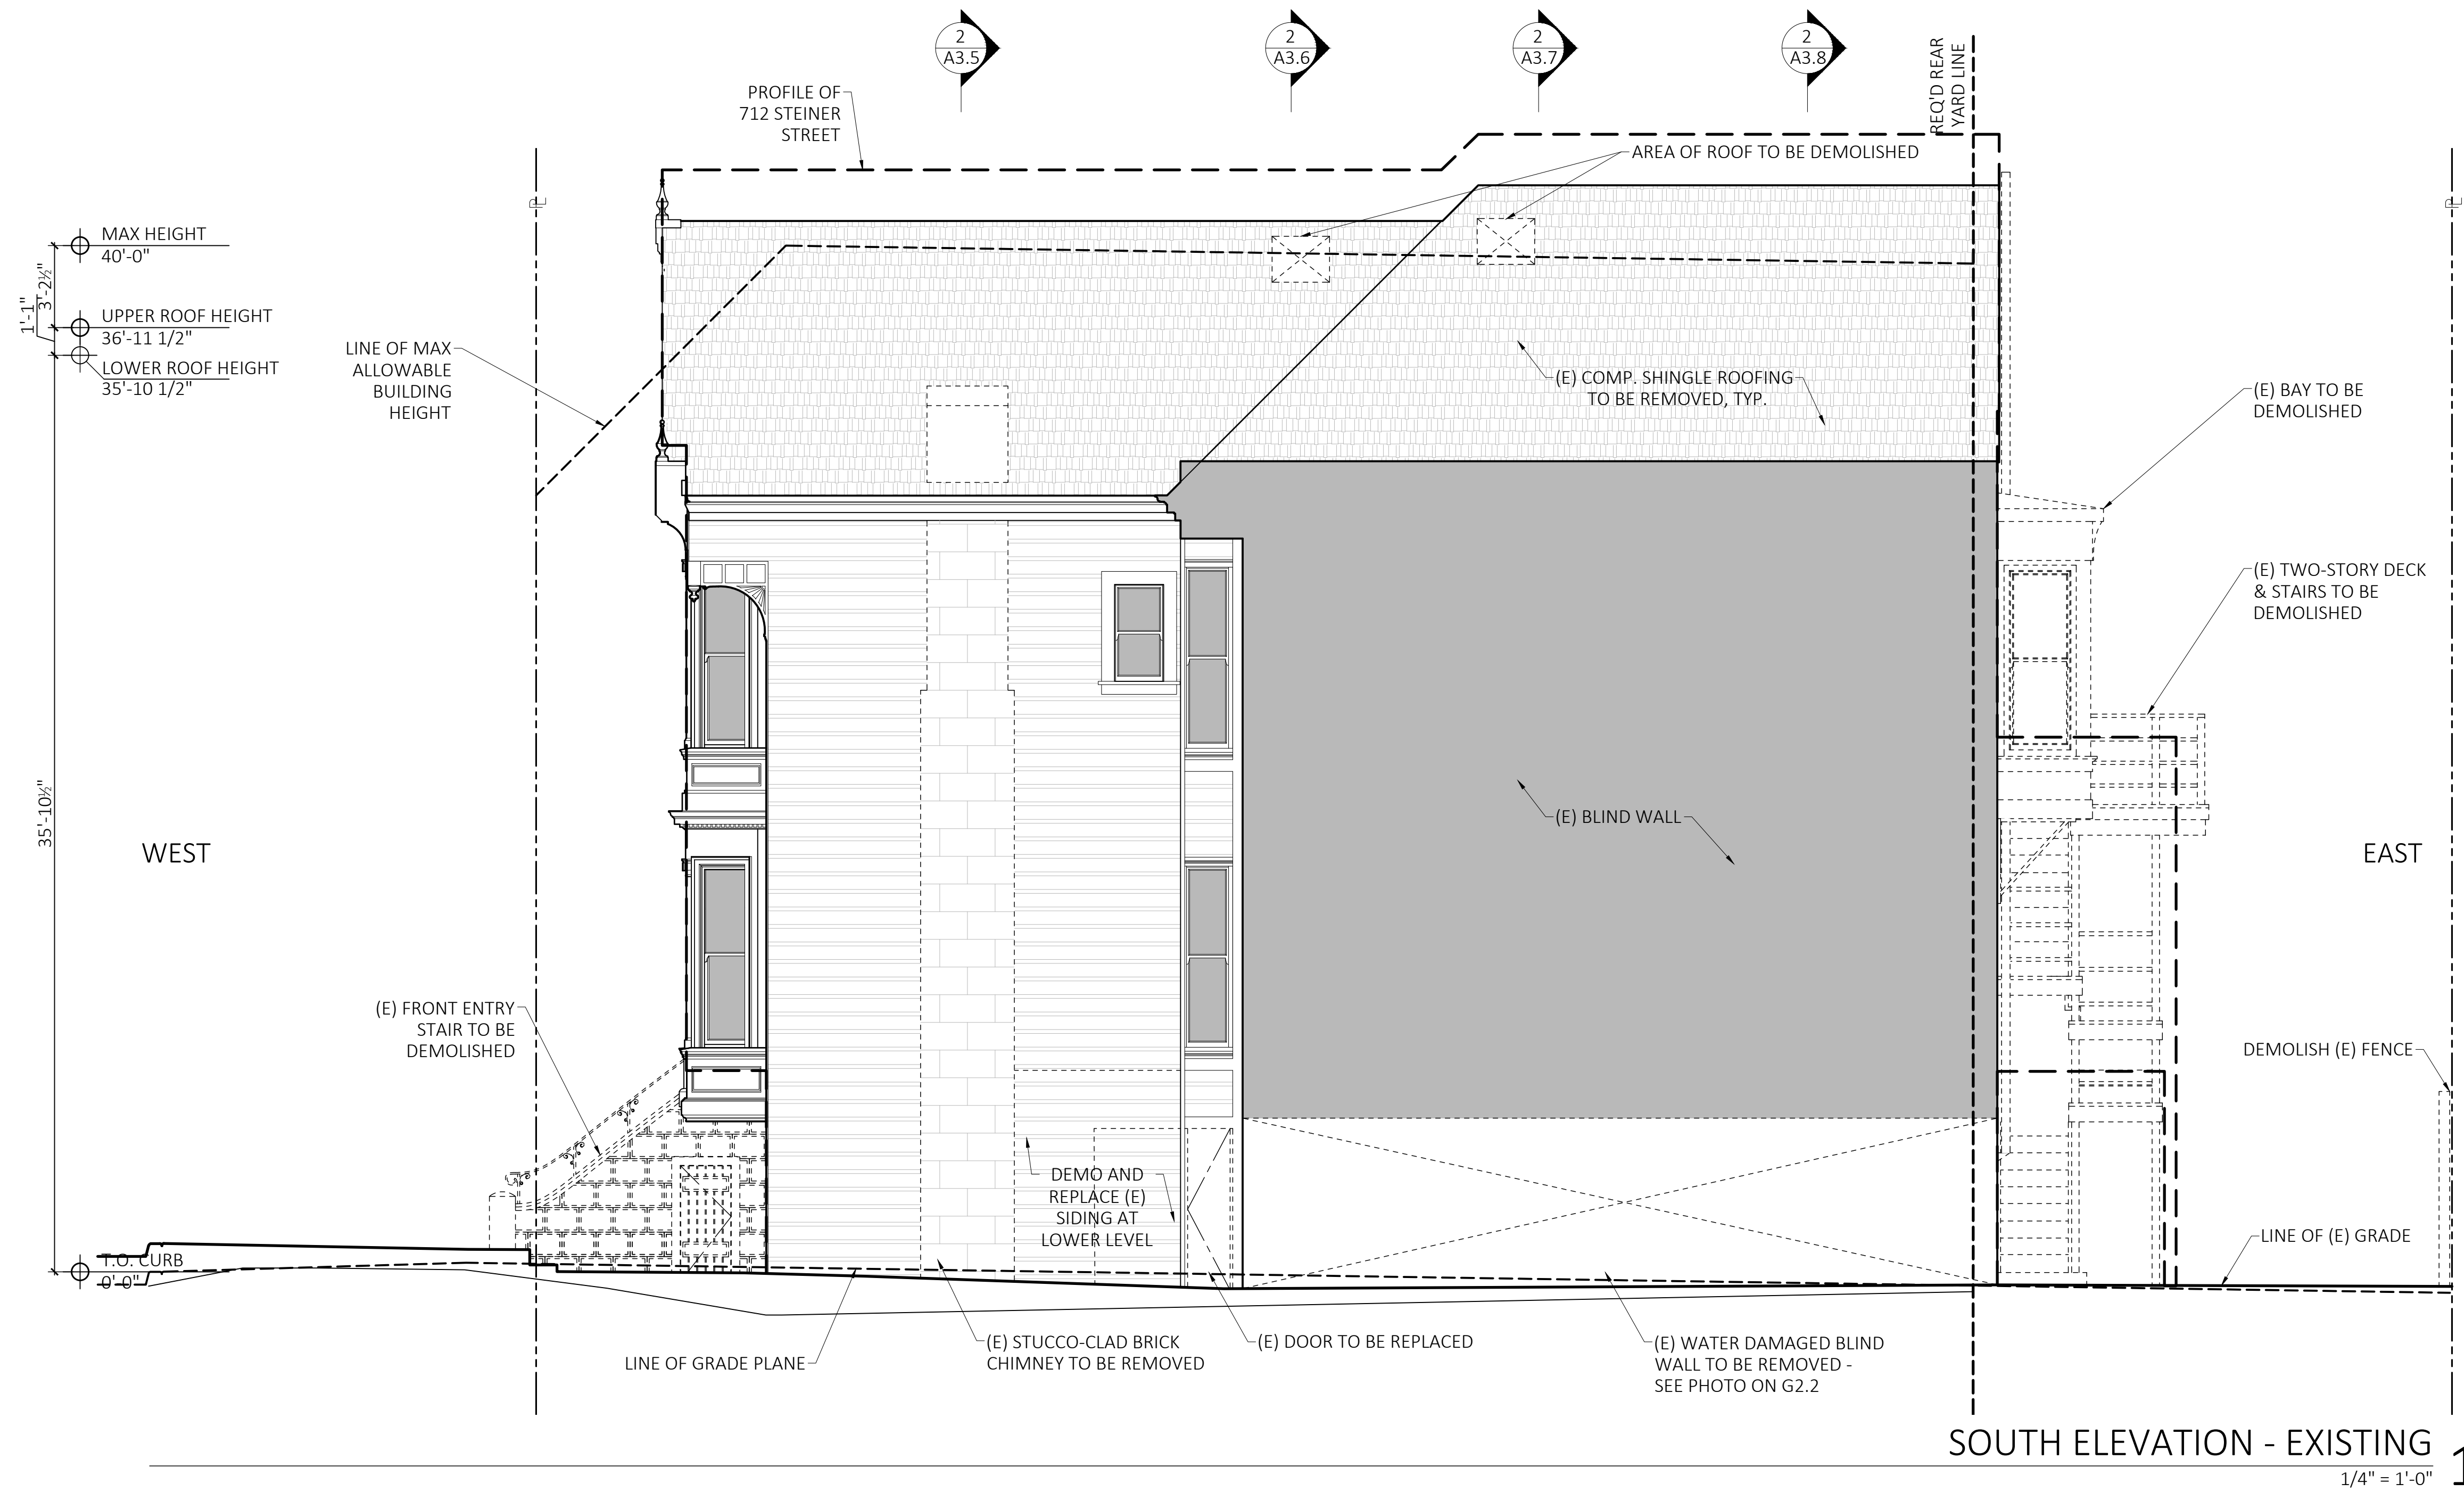 2
A3.5
2
A3.6
2
A3.7
2
A3.8
REQ'D REAR
YARD LINE
PROFILE OF
712 STEINER
STREET
AREA OF ROOF TO BE DEMOLISHED
PL
PL
MAX HEIGHT
40'-0"
3'-2½"
1'-1"
UPPER ROOF HEIGHT
36'-11 1/2"
LOWER ROOF HEIGHT
35'-10 1/2"
LINE OF MAX
ALLOWABLE
BUILDING
HEIGHT
(E) COMP. SHINGLE ROOFING
TO BE REMOVED, TYP.
(E) BAY TO BE
DEMOLISHED
(E) TWO-STORY DECK
& STAIRS TO BE
DEMOLISHED
35'-10½"
WEST
(E) BLIND WALL
EAST
(E) FRONT ENTRY
STAIR TO BE
DEMOLISHED
DEMOLISH (E) FENCE
DEMO AND
REPLACE (E)
SIDING AT
LOWER LEVEL
LINE OF (E) GRADE
T.O. CURB
0'-0"
LINE OF GRADE PLANE
(E) STUCCO-CLAD BRICK
CHIMNEY TO BE REMOVED
(E) DOOR TO BE REPLACED
(E) WATER DAMAGED BLIND
WALL TO BE REMOVED -
SEE PHOTO ON G2.2
SOUTH ELEVATION - EXISTING
1/4" = 1'-0"
1